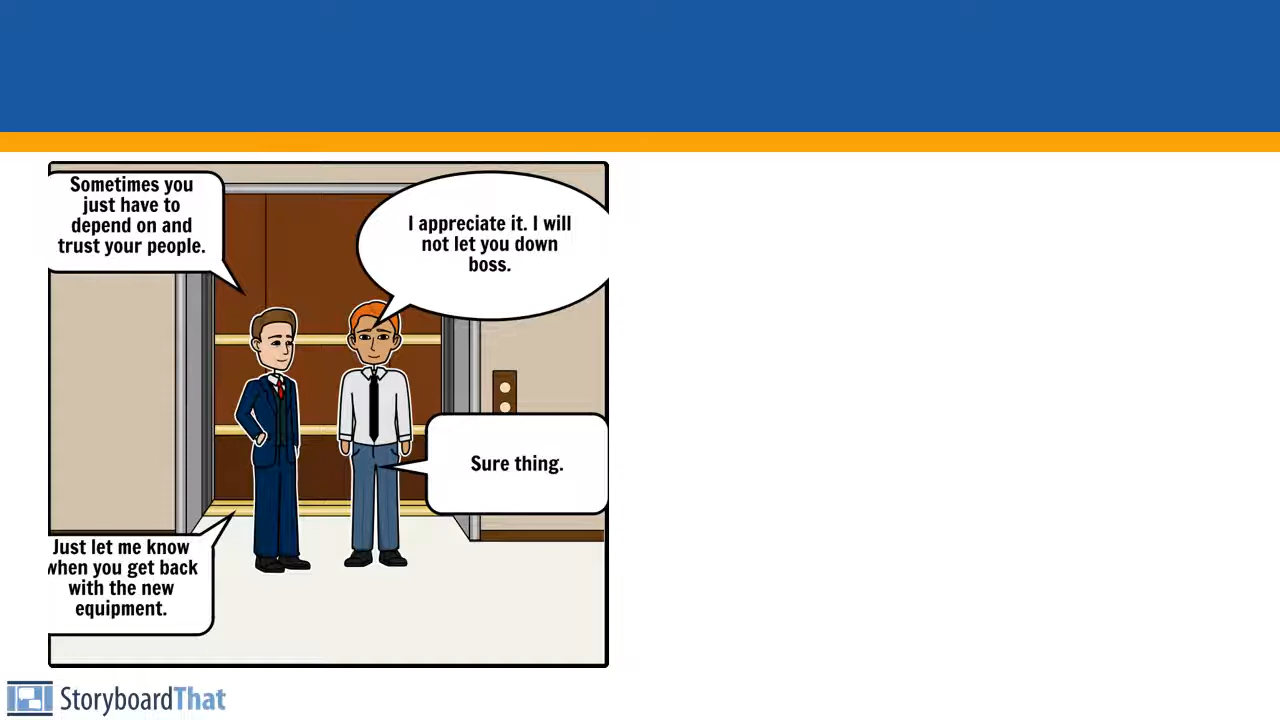 Sometimes you
just have to
depend on and
trust your people.
I appreciate it. I will
not let you down
boss.
Just let me know
when you get back
with the new
equipment.
Sure thing.
StoryboardThat